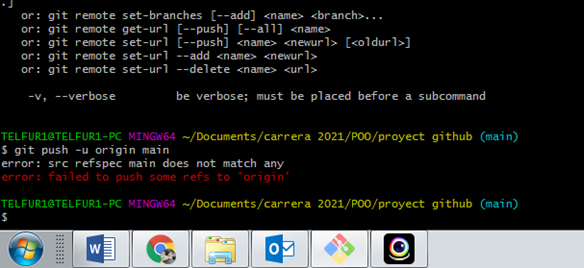 .]
or: git remote set-branches [--add] <name> <branch>...
or: git remote get-url [--push] [--all] <name>
or: git remote set-url [--push] <name> <newurl> [<oldurl>]
or: git remote set-url --add <name> <newurl>
or: git remote set-url --delete <name> <url>
-v, --verbose be verbose; must be placed before a subcommand
TELFUR1@TELFUR1-PC MINGW64 ~/Documents/carrera 2021/POO/proyect github (main)
$ git push -u origin main
error: src refspec main does not match any
error: failed to push some refs to 'origin'
TELFUR1@TELFUR1-PC MINGW64 ~/Documents/carrera 2021/POO/proyect github (main)
$